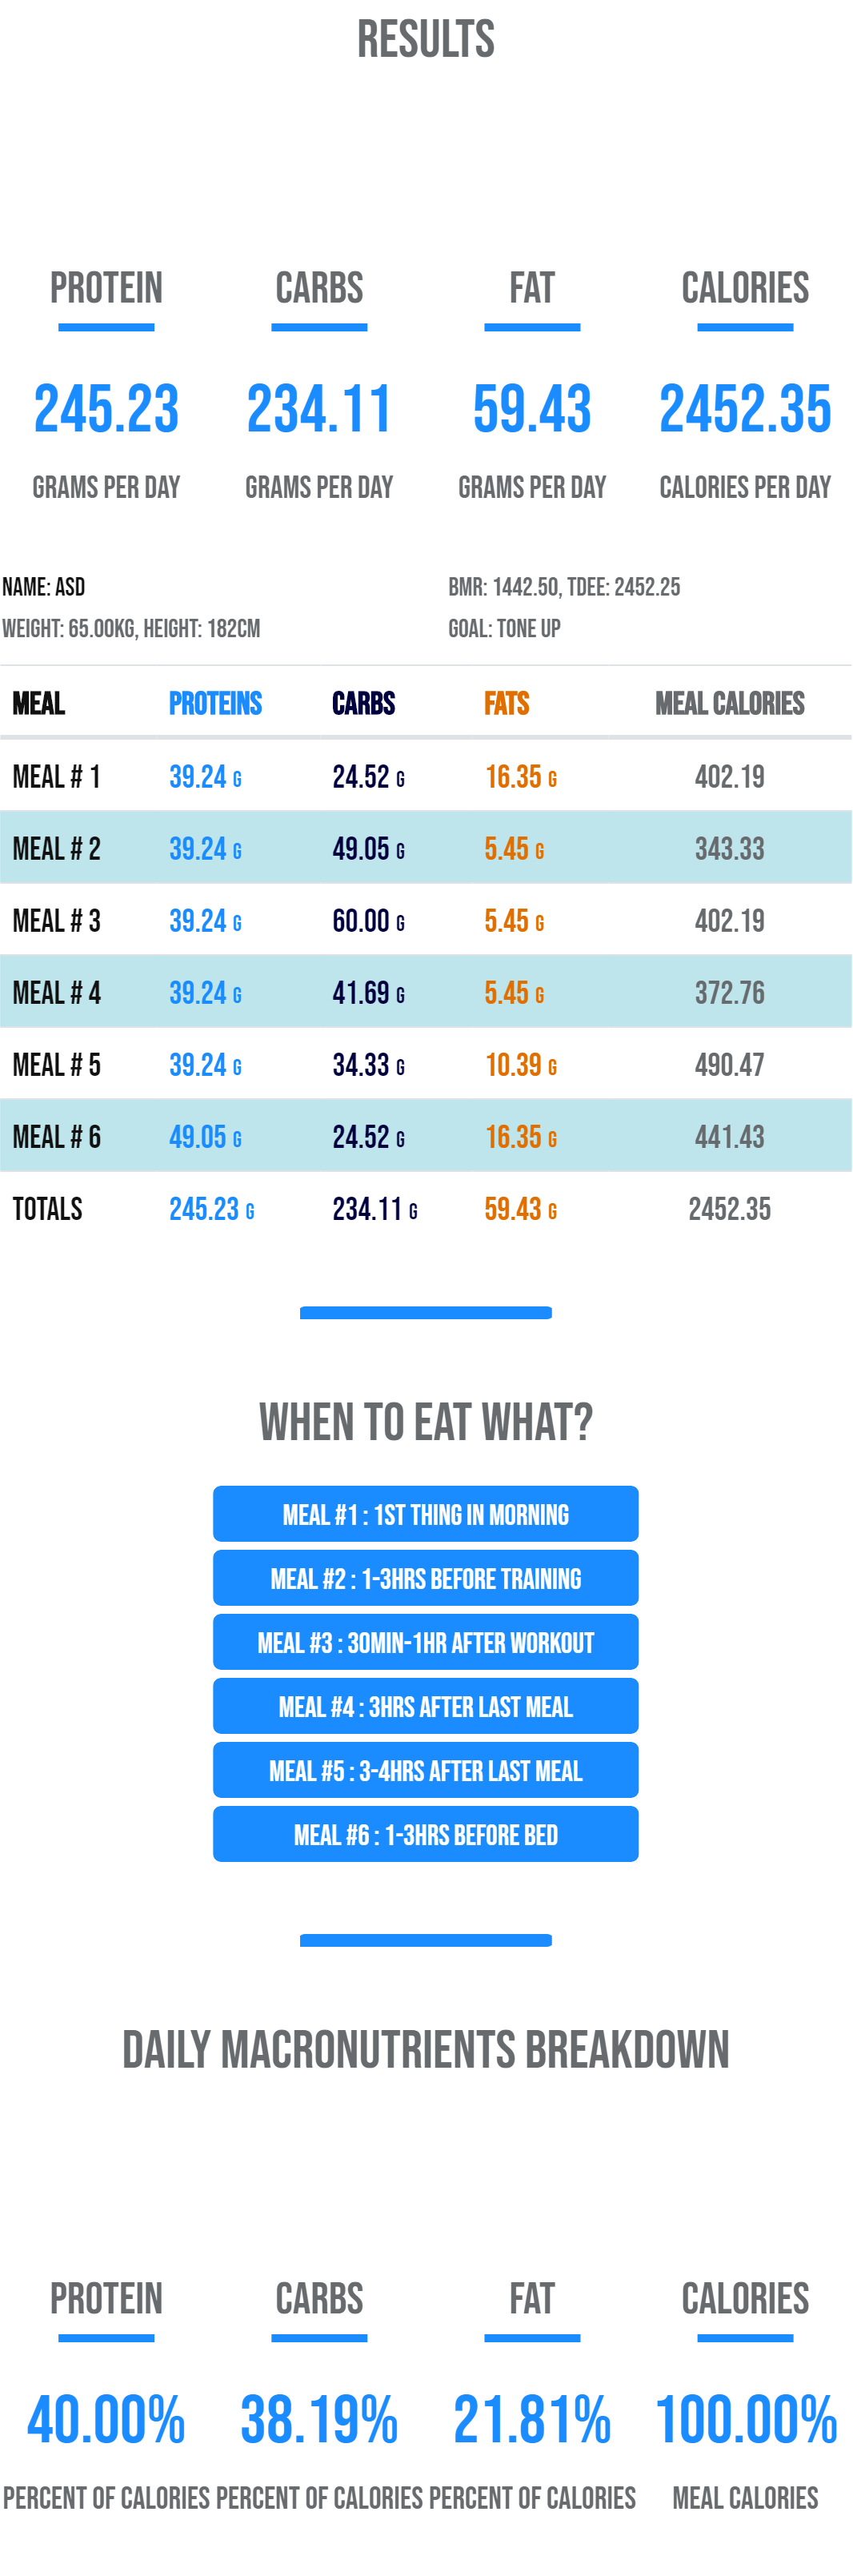 RESULTS
PROTEIN CARBS FAT CALORIES
245.23 234.11 59.43 2452.35
GRAMS PER DAY GRAMS PER DAY GRAMS PER DAY CALORIES PER DAY
NAME: ASD BMR: 1442.50, TDEE: 2452.25
WEIGHT: 65.00KG, HEIGHT: 182CM GOAL: TONE UP
MEAL PROTEINS CARBS FATS MEAL CALORIES
MEAL # 1 39.24 G 24.52 G 16.35 G 402.19
MEAL # 2 39.24 G 49.05 G 5.45 G 343.33
MEAL # 3 39.24 G 60.00 G 5.45 G 402.19
MEAL # 4 39.24 G 41.69 G 5.45 G 372.76
MEAL # 5 39.24 G 34.33 G 10.39 G 490.47
MEAL # 6 49.05 G 24.52 G 16.35 G 441.43
TOTALS 245.23 G 234.11 G 59.43 G 2452.35
WHEN TO EAT WHAT?
MEAL #1 : 1ST THING IN MORNING
MEAL #2 : 1-3HRS BEFORE TRAINING
MEAL #3 : 30MIN-1HR AFTER WORKOUT
MEAL #4 : 3HRS AFTER LAST MEAL
MEAL #5 : 3-4HRS AFTER LAST MEAL
MEAL #6 : 1-3HRS BEFORE BED
DAILY MACRONUTRIENTS BREAKDOWN
PROTEIN CARBS FAT CALORIES
40.00% 38.19% 21.81% 100.00%
PERCENT OF CALORIES PERCENT OF CALORIES PERCENT OF CALORIES MEAL CALORIES